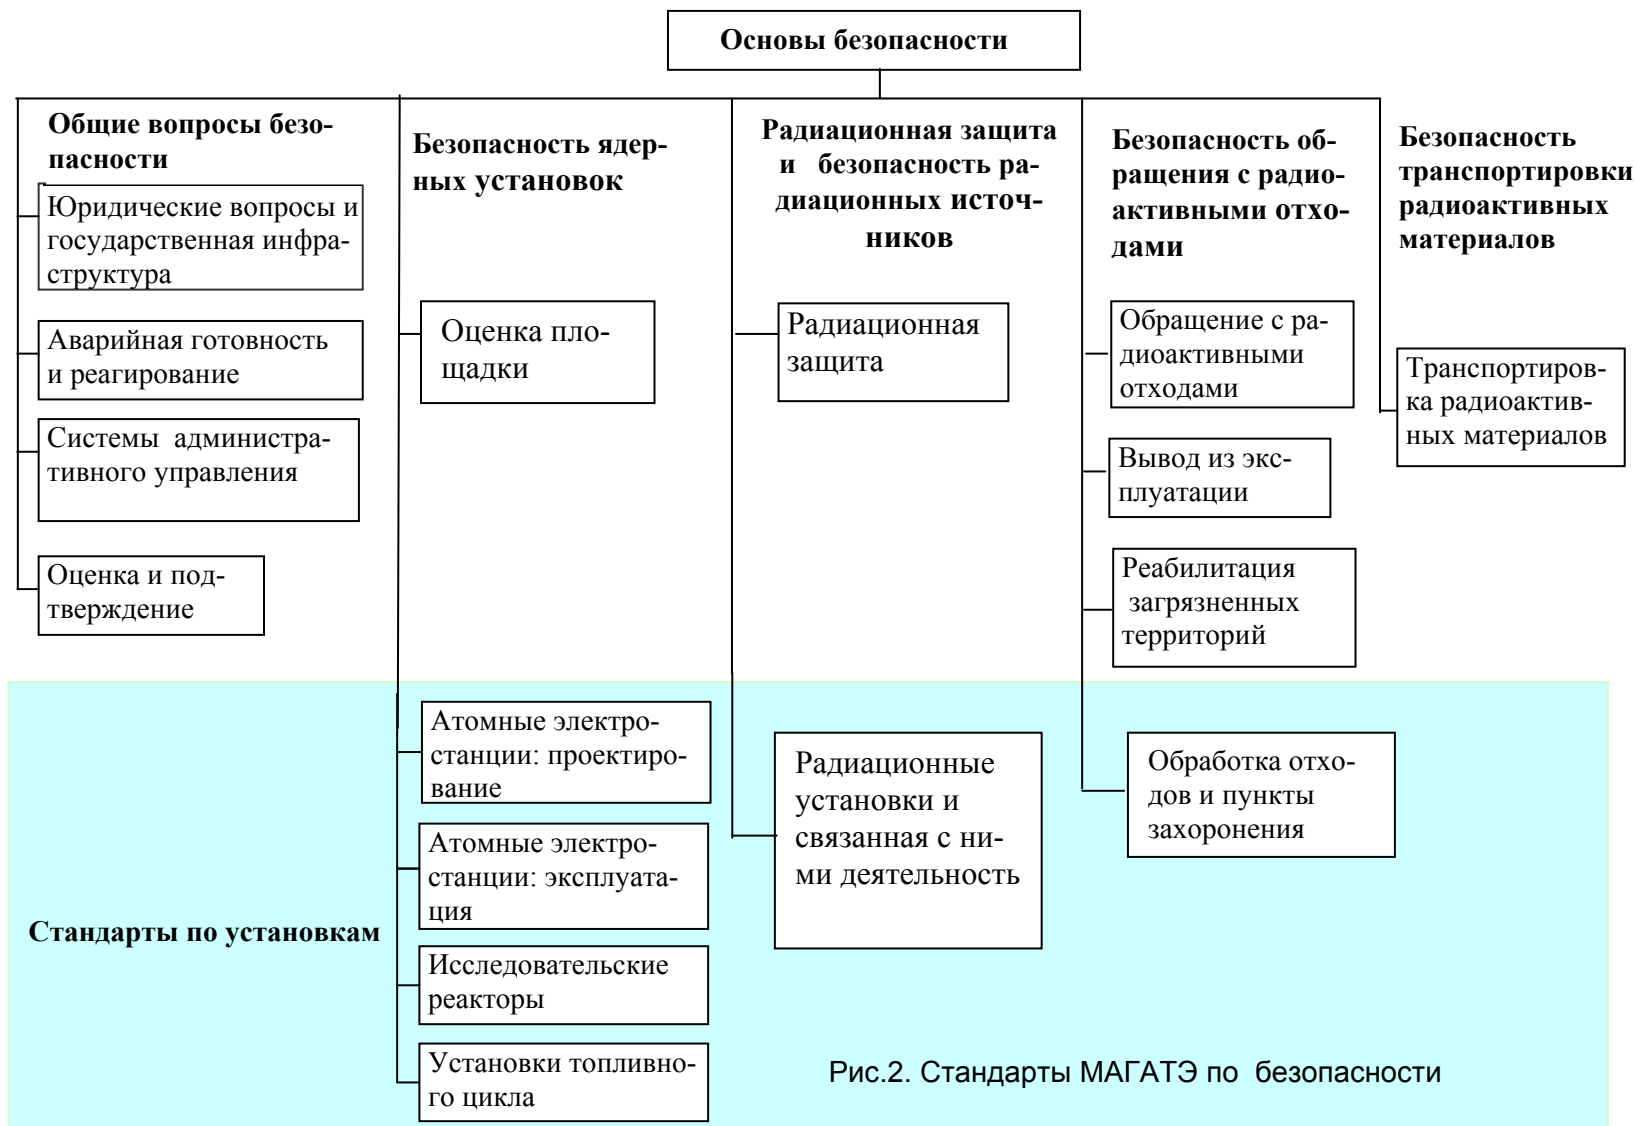 Основы безопасности
Общие вопросы безо-
пасности
Юридические вопросы и
государственная инфра-
структура
Аварийная готовность
и реагирование
Системы администра-
тивного управления
Оценка и под-
тверждение
Безопасность ядер-
ных установок
Оценка пло-
щадки
Радиационная защита
и безопасность ра-
диационных источ-
ников
Радиационная
защита
Безопасность об-
ращения с радио-
активными отхо-
дами
Обращение с ра-
диоактивными
отходами
Вывод из экс-
плуатации
Реабилитация
загрязненных
территорий
Безопасность
транспортировки
радиоактивных
материалов
Транспортиров-
ка радиоактив-
ных материалов
Стандарты по установкам
Атомные электро-
станции: проектиро-
вание
Атомные электро-
станции: эксплуата-
ция
Исследовательские
реакторы
Установки топливно-
го цикла
Радиационные
установки и
связанная с ни-
ми деятельность
Обработка отхо-
дов и пункты
захоронения
Рис.2. Стандарты МАГАТЭ по безопасности